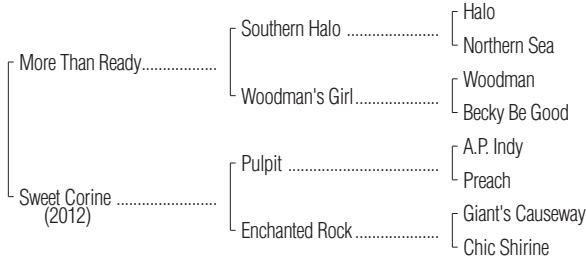 Halo
Southern Halo
Northern Sea
More Than Ready
Woodman
Woodman's Girl
Becky Be Good
A.P. Indy
Pulpit
Preach
Sweet Corine
(2012)
Giant's Causeway
Enchanted Rock
Chic Shirine